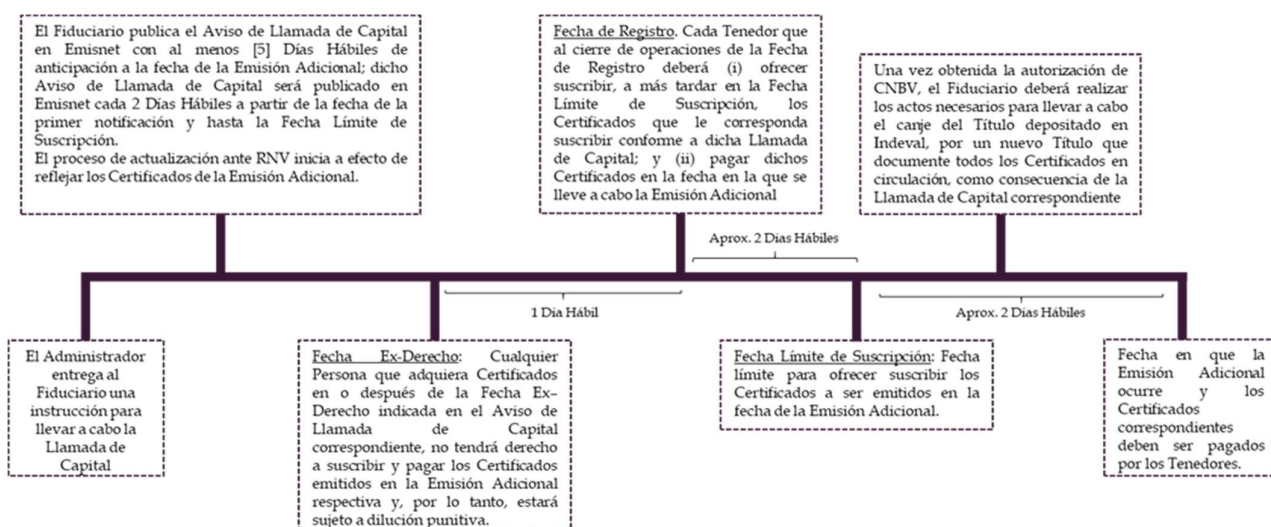 El Fiduciario publica el Aviso de Llamada de Capital
en Emisnet con al menos [5] Días Hábiles de
anticipación a la fecha de la Emisión Adicional; dicho
Aviso de Llamada de Capital será publicado en
Emisnet cada 2 Días Hábiles a partir de la fecha de la
primer notificación y hasta la Fecha Límite de
Suscripción.
El proceso de actualización ante RNV inicia a efecto de
reflejar los Certificados de la Emisión Adicional.
Fecha de Registro. Cada Tenedor que
al cierre de operaciones de la Fecha
de Registro deberá (i) ofrecer
suscribir, a más tardar en la Fecha
Límite de Suscripción, los
Certificados que le corresponda
suscribir conforme a dicha Llamada
de Capital; y (ii) pagar dichos
Certificados en la fecha en la que se
lleve a cabo la Emisión Adicional
Una vez obtenida la autorización de
CNBV, el Fiduciario deberá realizar
los actos necesarios para llevar a cabo
el canje del Título depositado en
Indeval, por un nuevo Título que
documente todos los Certificados en
circulación, como consecuencia de la
Llamada de Capital correspondiente
Aprox. 2 Días Hábiles
1 Día Hábil
Aprox. 2 Días Hábiles
El Administrador
entrega al
Fiduciario una
instrucción para
llevar a cabo la
Llamada de
Capital
Fecha Ex-Derecho: Cualquier
Persona que adquiera Certificados
en o después de la Fecha Ex–
Derecho indicada en el Aviso de
Llamada de Capital
correspondiente, no tendrá derecho
a suscribir y pagar los Certificados
emitidos en la Emisión Adicional
respectiva y, por lo tanto, estará
sujeto a dilución punitiva.
Fecha Límite de Suscripción: Fecha
límite para ofrecer suscribir los
Certificados a ser emitidos en la
fecha de la Emisión Adicional.
Fecha en que la
Emisión Adicional
ocurre y los
Certificados
correspondientes
deben ser pagados
por los Tenedores.